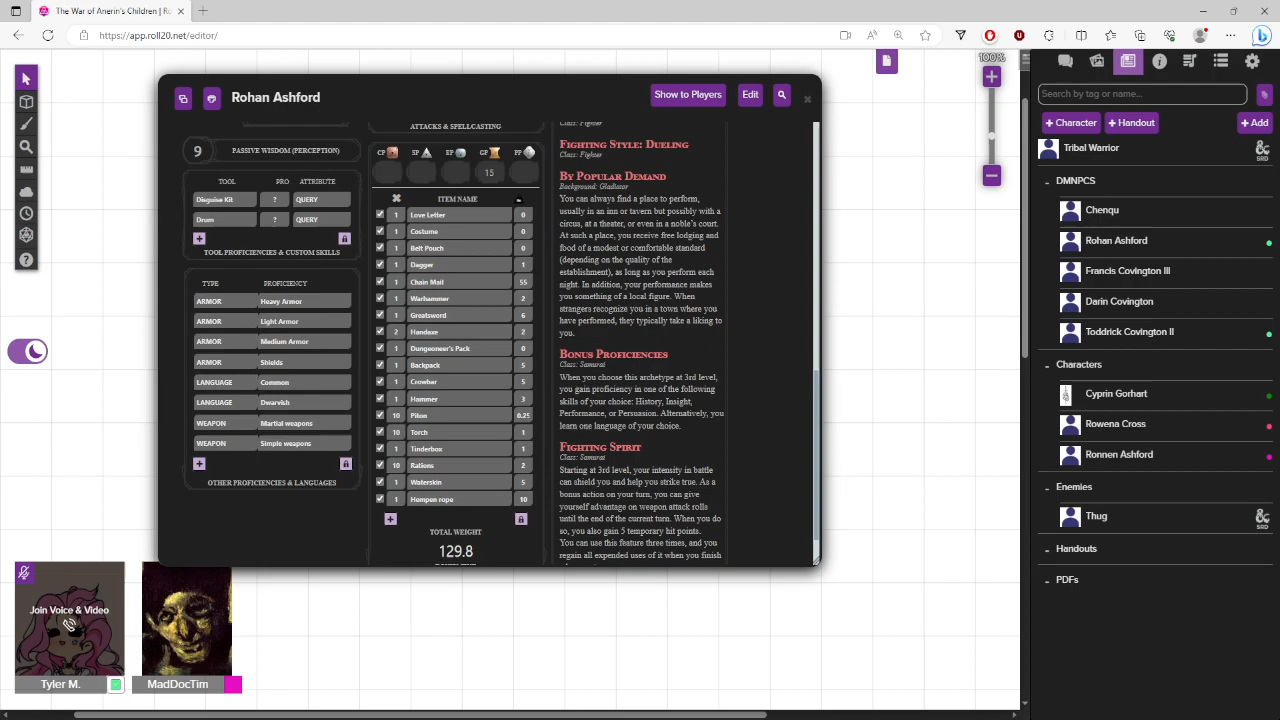 The War of Anerin's Children | Ro
https://app.roll20.net/editor/
100%
Rohan Ashford
Show to Players
Edit
9
PASSIVE WISDOM (PERCEPTION)
TOOL PRO ATTRIBUTE
Disguise Kit ? QUERY
Drum ? QUERY
TOOL PROFICIENCIES & CUSTOM SKILLS
TYPE PROFICIENCY
ARMOR Heavy Armor
ARMOR Light Armor
ARMOR Medium Armor
ARMOR Shields
LANGUAGE Common
LANGUAGE Dwarvish
WEAPON Martial weapons
WEAPON Simple weapons
OTHER PROFICIENCIES & LANGUAGES
ATTACKS & SPELLCASTING
CP SP EP GP PP
15
ITEM NAME
1 Love Letter 0
1 Costume 0
1 Belt Pouch 0
1 Dagger 1
1 Chain Mail 55
1 Warhammer 2
1 Greatsword 6
2 Handaxe 2
1 Dungeoneer's Pack 0
1 Backpack 5
1 Crowbar 5
1 Hammer 3
10 Piton 0.25
10 Torch 1
1 Tinderbox 1
10 Rations 2
1 Waterskin 5
1 Hempen rope 10
TOTAL WEIGHT
129.8
Class: Fighter
Fighting Style: Dueling
Class: Fighter
By Popular Demand
Background: Gladiator
You can always find a place to perform,
usually in an inn or tavern but possibly with a
circus, at a theater, or even in a noble's court.
At such a place, you receive free lodging and
food of a modest or comfortable standard
(depending on the quality of the
establishment), as long as you perform each
night. In addition, your performance makes
you something of a local figure. When
strangers recognize you in a town where you
have performed, they typically take a liking to
you.
Bonus Proficiencies
Class: Samurai
When you choose this archetype at 3rd level,
you gain proficiency in one of the following
skills of your choice: History, Insight,
Performance, or Persuasion. Alternatively, you
learn one language of your choice.
Fighting Spirit
Class: Samurai
Starting at 3rd level, your intensity in battle
can shield you and help you strike true. As a
bonus action on your turn, you can give
yourself advantage on weapon attack rolls
until the end of the current turn. When you do
so, you also gain 5 temporary hit points.
You can use this feature three times, and you
regain all expended uses of it when you finish
Search by tag or name...
+ Character
+ Handout
+ Add
Tribal Warrior
& SRD
DMNPCS
Chenqu
Rohan Ashford
Francis Covington III
Darin Covington
Toddrick Covington II
Characters
Cyprin Gorhart
Rowena Cross
Ronnen Ashford
Enemies
Thug
& SRD
Handouts
PDFs
Join Voice & Video
Tyler M.
MadDocTim